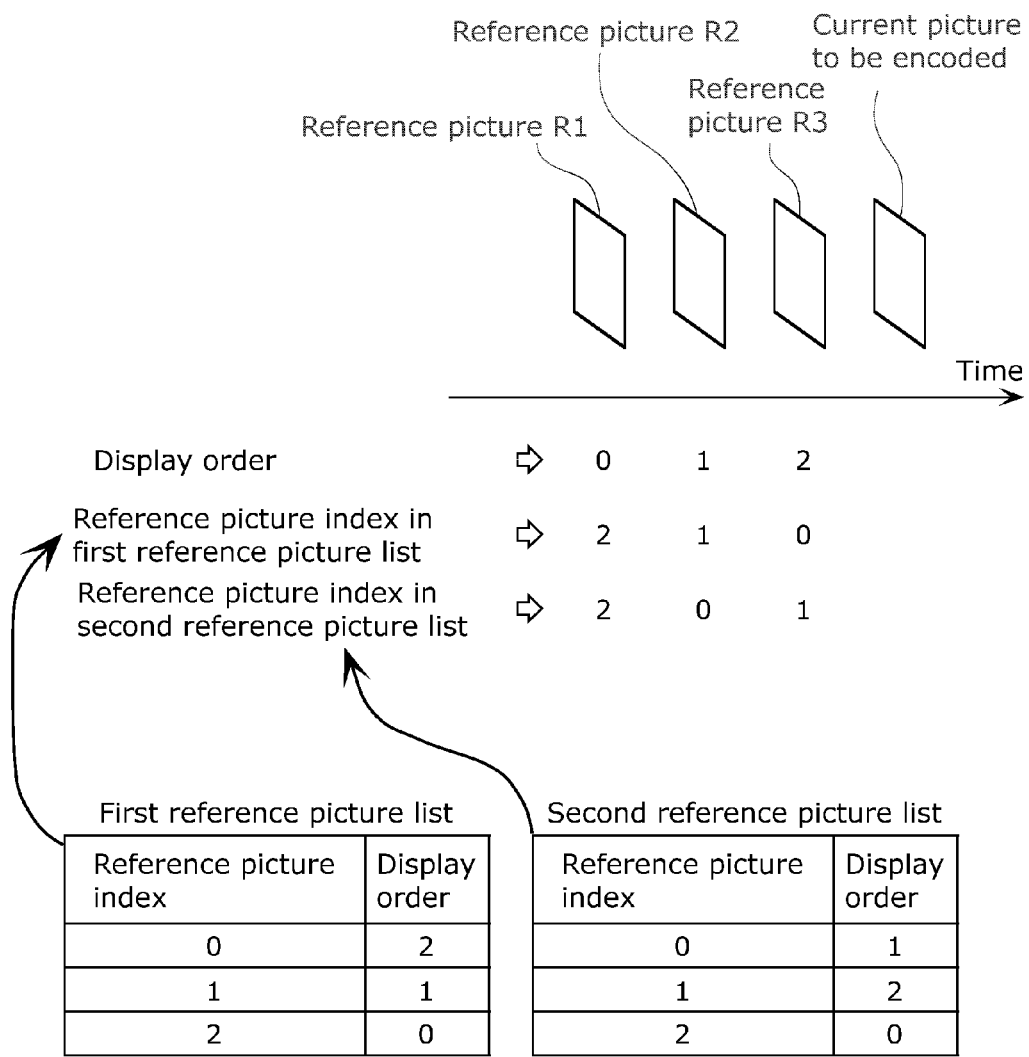 Reference picture R2
Current picture
to be encoded
Reference
picture R3
Reference picture R1
Time
Display order 0 1 2
Reference picture index in
first reference picture list 2 1 0
Reference picture index in
second reference picture list 2 0 1
First reference picture list
Reference picture Display
index order
0 2
1 1
2 0
Second reference picture list
Reference picture Display
index order
0 1
1 2
2 0